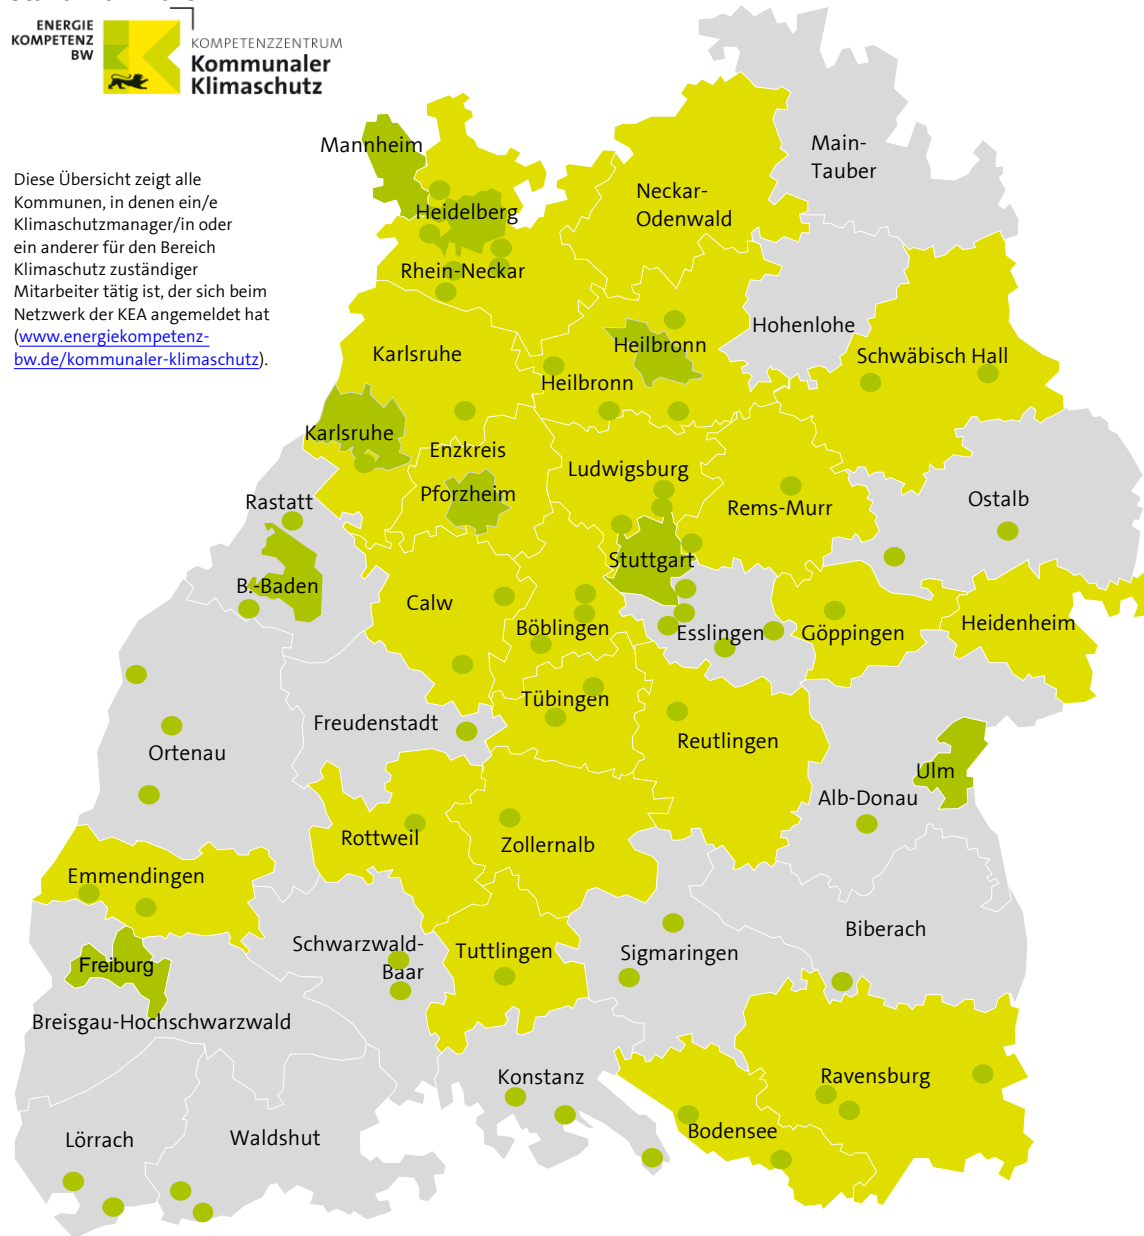 ENERGIE
KOMPETENZ
BW
KOMPETENZZENTRUM
Kommunaler
Klimaschutz
Diese Übersicht zeigt alle
Kommunen, in denen ein/e
Klimaschutzmanager/in oder
ein anderer für den Bereich
Klimaschutz zuständiger
Mitarbeiter tätig ist, der sich beim
Netzwerk der KEA angemeldet hat
(www.energiekompetenz-
bw.de/kommunaler-klimaschutz).
Main-
Tauber
Mannheim
Neckar-
Odenwald
Heidelberg
Rhein-Neckar
Hohenlohe
Heilbronn
Karlsruhe
Schwäbisch Hall
Heilbronn
Karlsruhe
Enzkreis
Ludwigsburg
Pforzheim
Rastatt
Rems-Murr
Ostalb
Stuttgart
B.-Baden
Calw
Böblingen
Esslingen
Göppingen
Heidenheim
Tübingen
Freudenstadt
Reutlingen
Ortenau
Ulm
Alb-Donau
Rottweil
Zollernalb
Emmendingen
Biberach
Schwarzwald-
Baar
Tuttlingen
Sigmaringen
Freiburg
Breisgau-Hochschwarzwald
Konstanz
Ravensburg
Bodensee
Lörrach
Waldshut